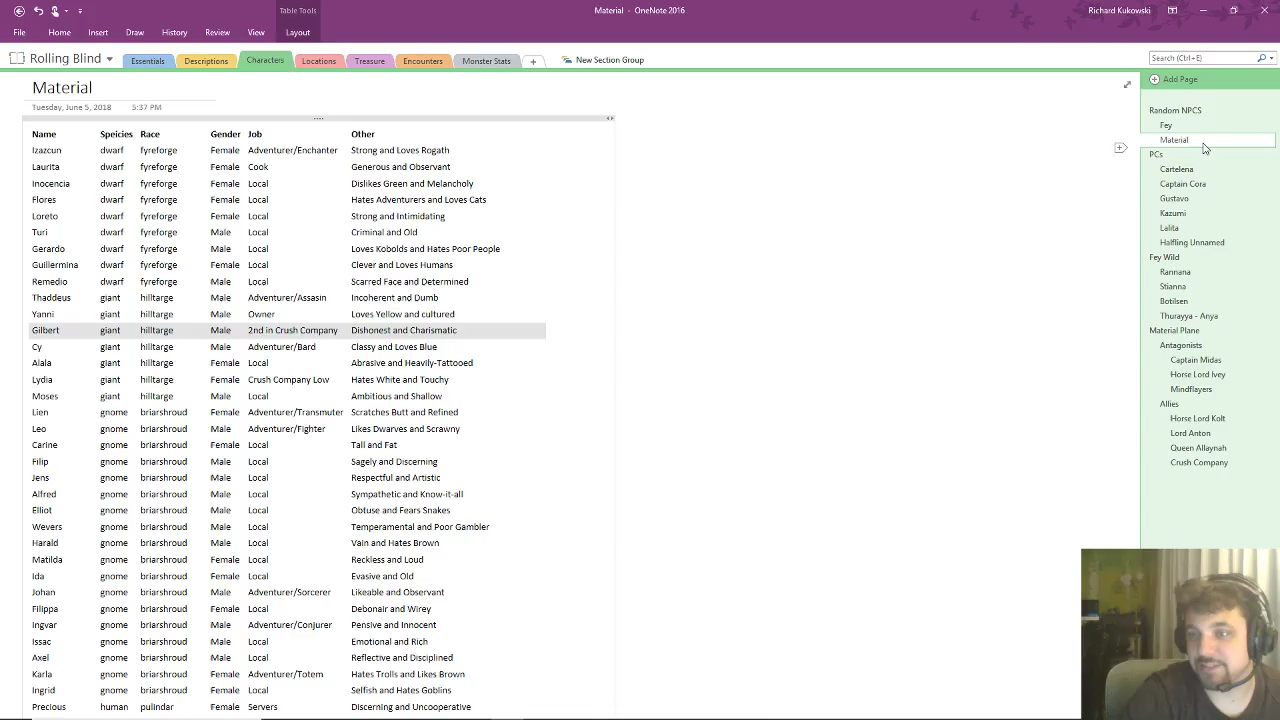 Table Tools
Material - OneNote 2016
Richard Kukowski
File Home Insert Draw History Review View Layout
Rolling Blind
Essentials Descriptions Characters Locations Treasure Encounters Monster Stats
New Section Group
Search (Ctrl+E)
Material
Tuesday, June 5, 2018 5:37 PM
Name Speicies Race Gender Job Other
Izazcun dwarf fyreforge Female Adventurer/Enchanter Strong and Loves Rogath
Laurita dwarf fyreforge Female Cook Generous and Observant
Inocencia dwarf fyreforge Female Local Dislikes Green and Melancholy
Flores dwarf fyreforge Female Local Hates Adventurers and Loves Cats
Loreto dwarf fyreforge Female Local Strong and Intimidating
Turi dwarf fyreforge Male Local Criminal and Old
Gerardo dwarf fyreforge Male Local Loves Kobolds and Hates Poor People
Guillermina dwarf fyreforge Female Local Clever and Loves Humans
Remedio dwarf fyreforge Male Local Scarred Face and Determined
Thaddeus giant hilltarge Male Adventurer/Assasin Incoherent and Dumb
Yanni giant hilltarge Male Owner Loves Yellow and cultured
Gilbert giant hilltarge Male 2nd in Crush Company Dishonest and Charismatic
Cy giant hilltarge Male Adventurer/Bard Classy and Loves Blue
Alala giant hilltarge Female Local Abrasive and Heavily-Tattooed
Lydia giant hilltarge Female Crush Company Low Hates White and Touchy
Moses giant hilltarge Male Local Ambitious and Shallow
Lien gnome briarshroud Female Adventurer/Transmuter Scratches Butt and Refined
Leo gnome briarshroud Male Adventurer/Fighter Likes Dwarves and Scrawny
Carine gnome briarshroud Female Local Tall and Fat
Filip gnome briarshroud Male Local Sagely and Discerning
Jens gnome briarshroud Male Local Respectful and Artistic
Alfred gnome briarshroud Male Local Sympathetic and Know-it-all
Elliot gnome briarshroud Male Local Obtuse and Fears Snakes
Wevers gnome briarshroud Male Local Temperamental and Poor Gambler
Harald gnome briarshroud Male Local Vain and Hates Brown
Matilda gnome briarshroud Female Local Reckless and Loud
Ida gnome briarshroud Female Local Evasive and Old
Johan gnome briarshroud Male Adventurer/Sorcerer Likeable and Observant
Filippa gnome briarshroud Female Local Debonair and Wirey
Ingvar gnome briarshroud Male Adventurer/Conjurer Pensive and Innocent
Issac gnome briarshroud Male Local Emotional and Rich
Axel gnome briarshroud Male Local Reflective and Disciplined
Karla gnome briarshroud Female Adventurer/Totem Hates Trolls and Likes Brown
Ingrid gnome briarshroud Female Local Selfish and Hates Goblins
Precious human pulindar Female Servers Discerning and Uncooperative
Add Page
Random NPCS
Fey
Material
PCs
Cartelena
Captain Cora
Gustavo
Kazumi
Lalita
Halfling Unnamed
Fey Wild
Rannana
Stianna
Botilsen
Thurayya - Anya
Material Plane
Antagonists
Captain Midas
Horse Lord Ivey
Mindflayers
Allies
Horse Lord Kolt
Lord Anton
Queen Allaynah
Crush Company